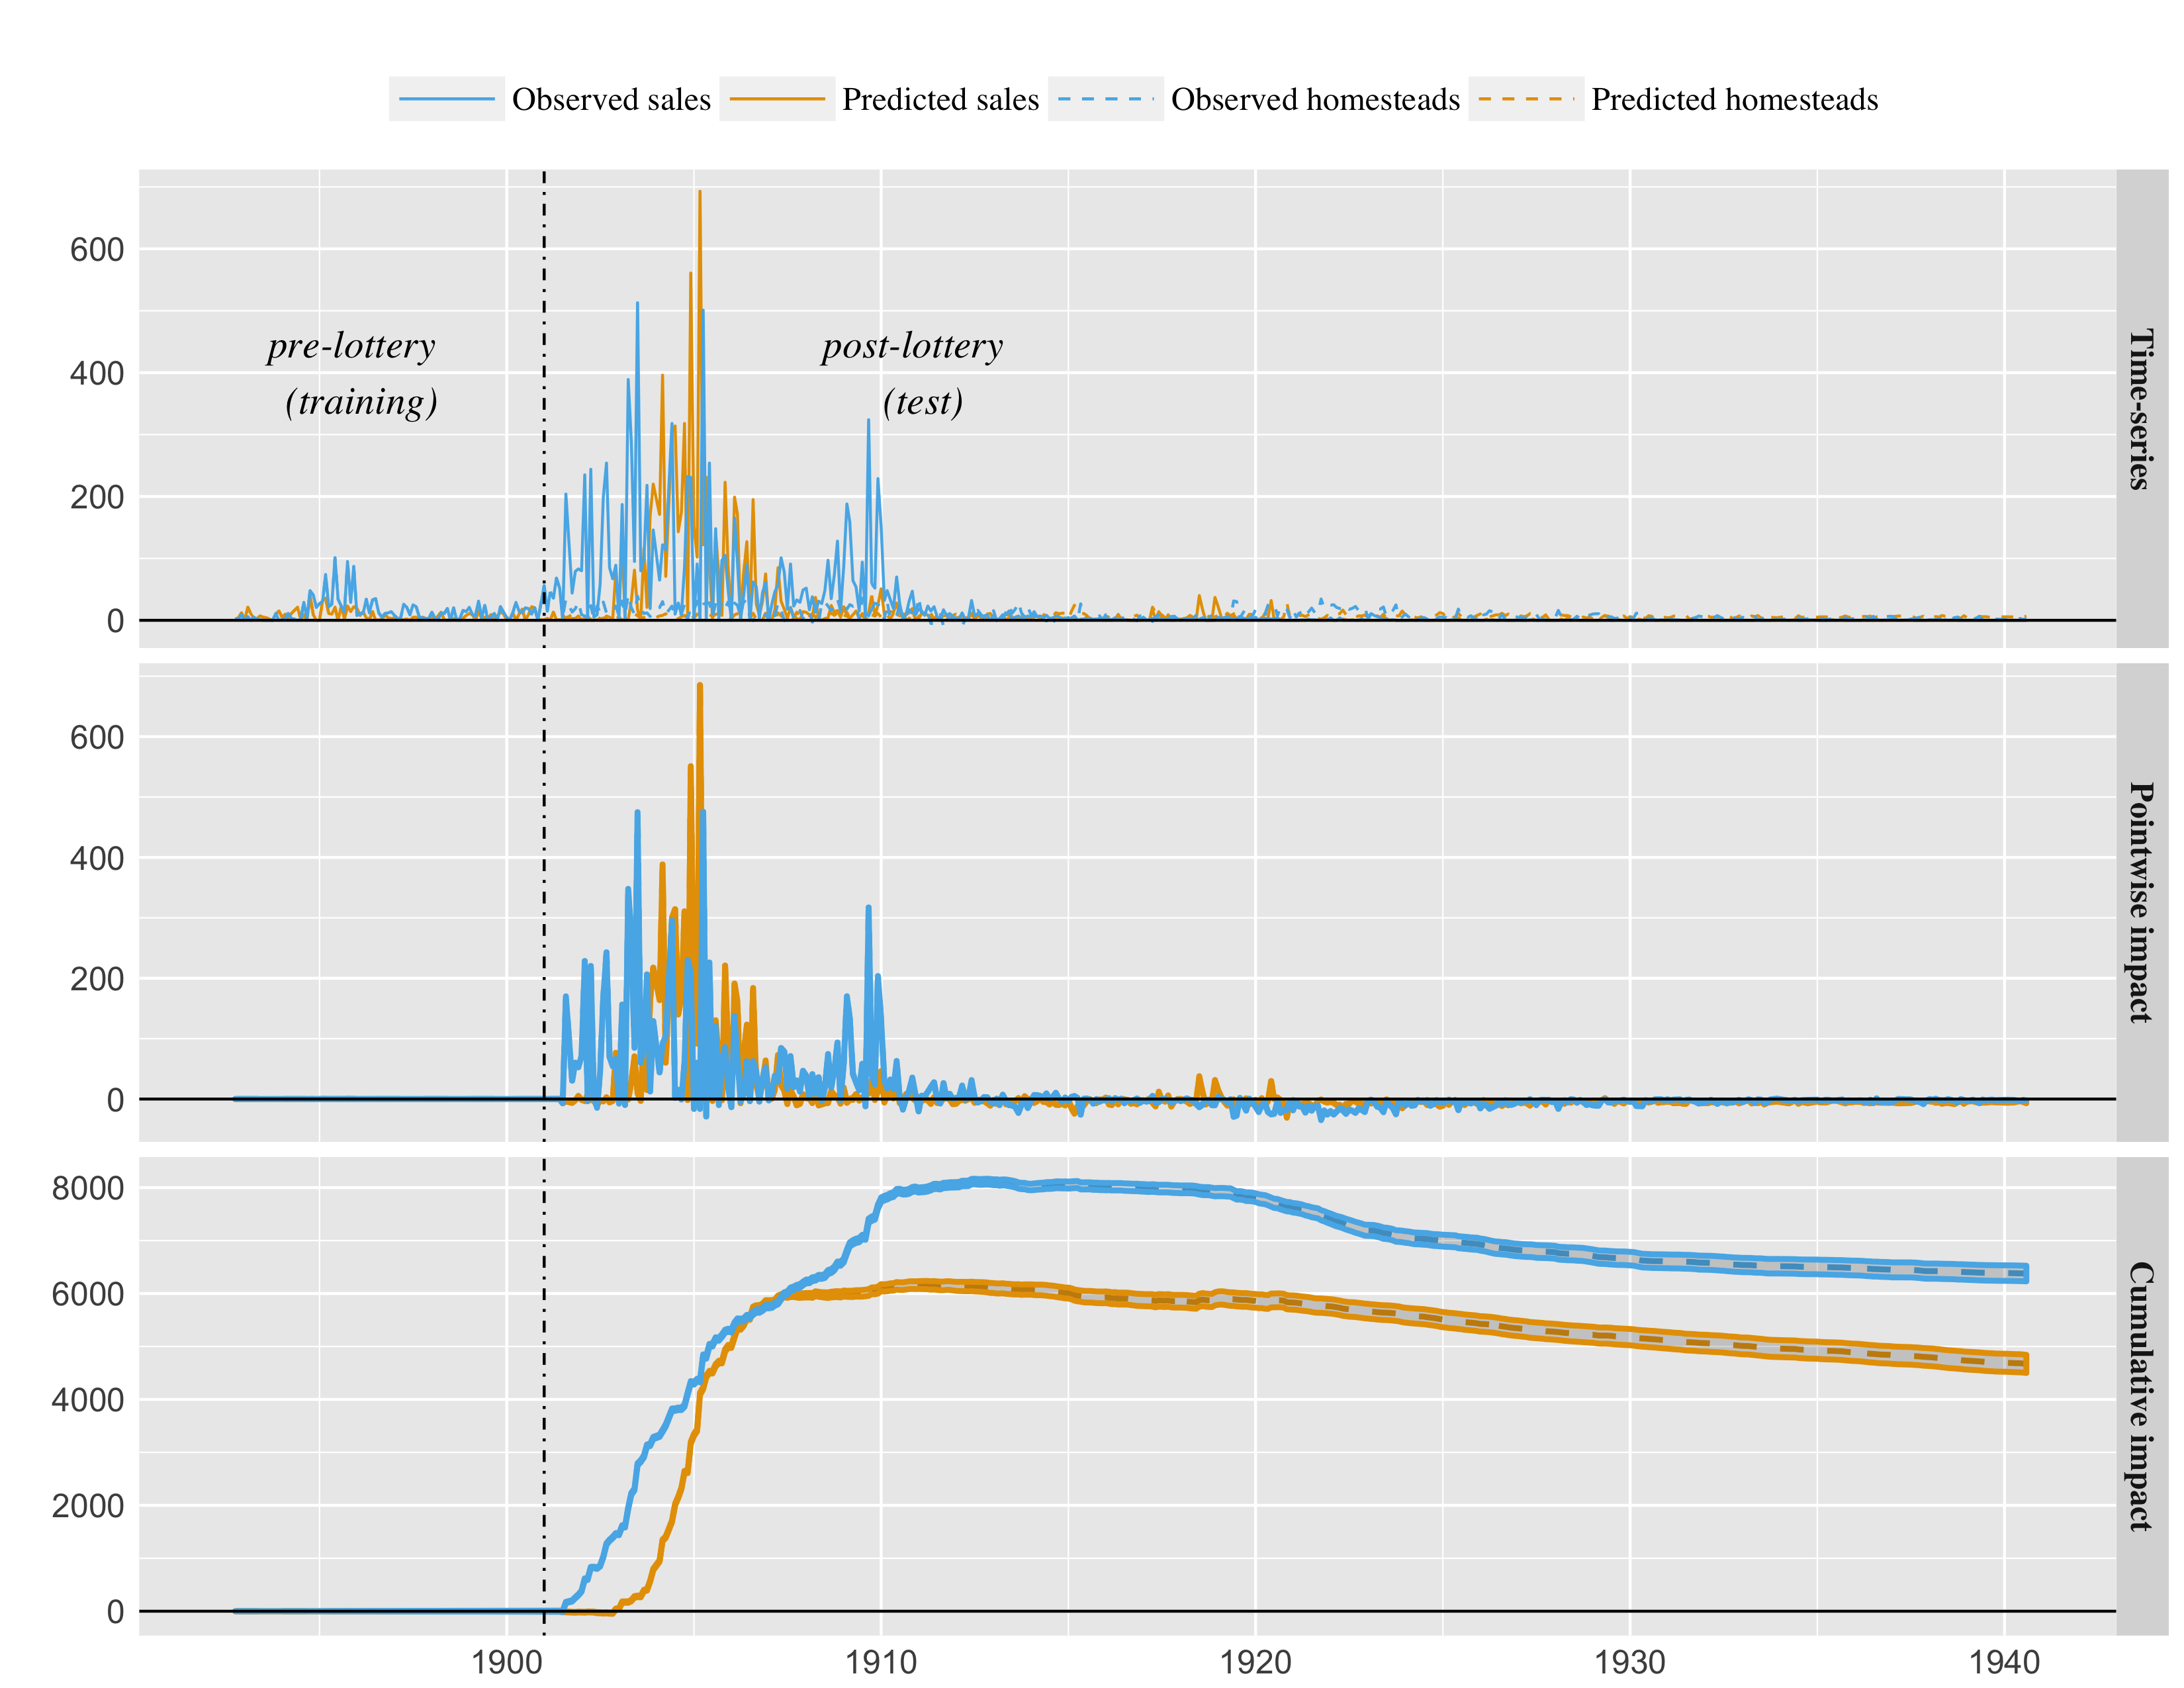 Observed sales Predicted sales Observed homesteads Predicted homesteads
600
400
200
0
pre-lottery
(training)
post-lottery
(test)
Time-series
600
400
200
0
Pointwise impact
8000
6000
4000
2000
0
Cumulative impact
1900 1910 1920 1930 1940